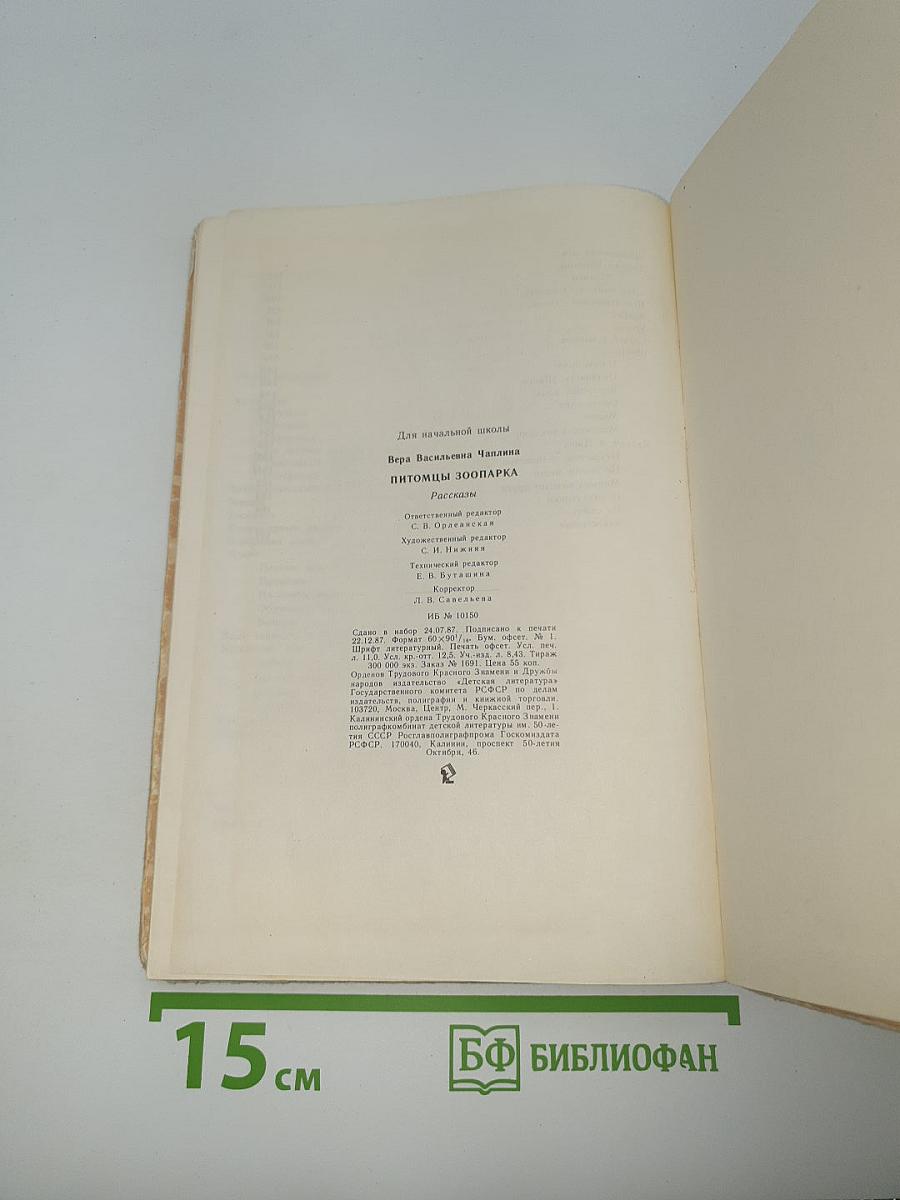 Для начальной школы
Вера Васильевна Чаплина
ПИТОМЦЫ ЗООПАРКА
Рассказы
Ответственный редактор
С. В. Орлеанская
Художественный редактор
С. И. Нижняя
Технический редактор
Е. В. Буташина
Корректор
Л. В. Савельева
ИБ № 10150
Сдано в набор 24.07.87. Подписано к печати
22.12.87. Формат 60×90¹/₁₆. Бум. офсет. № 1.
Шрифт литературный. Печать офсет. Усл. печ.
л. 11,0. Усл. кр.-отт. 12,5. Уч.-изд. л. 8,43. Тираж
300 000 экз. Заказ № 1691. Цена 55 коп.
Орденов Трудового Красного Знамени и Дружбы
народов издательство «Детская литература»
Государственного комитета РСФСР по делам
издательств, полиграфии и книжной торговли.
103720, Москва, Центр, М. Черкасский пер., 1.
Калининский ордена Трудового Красного Знамени
полиграфкомбинат детской литературы им. 50-ле-
тия СССР Росглавполиграфпрома Госкомиздата
РСФСР. 170040, Калинин, проспект 50-летия
Октября, 46.
15 см
БФ БИБЛИОФАН